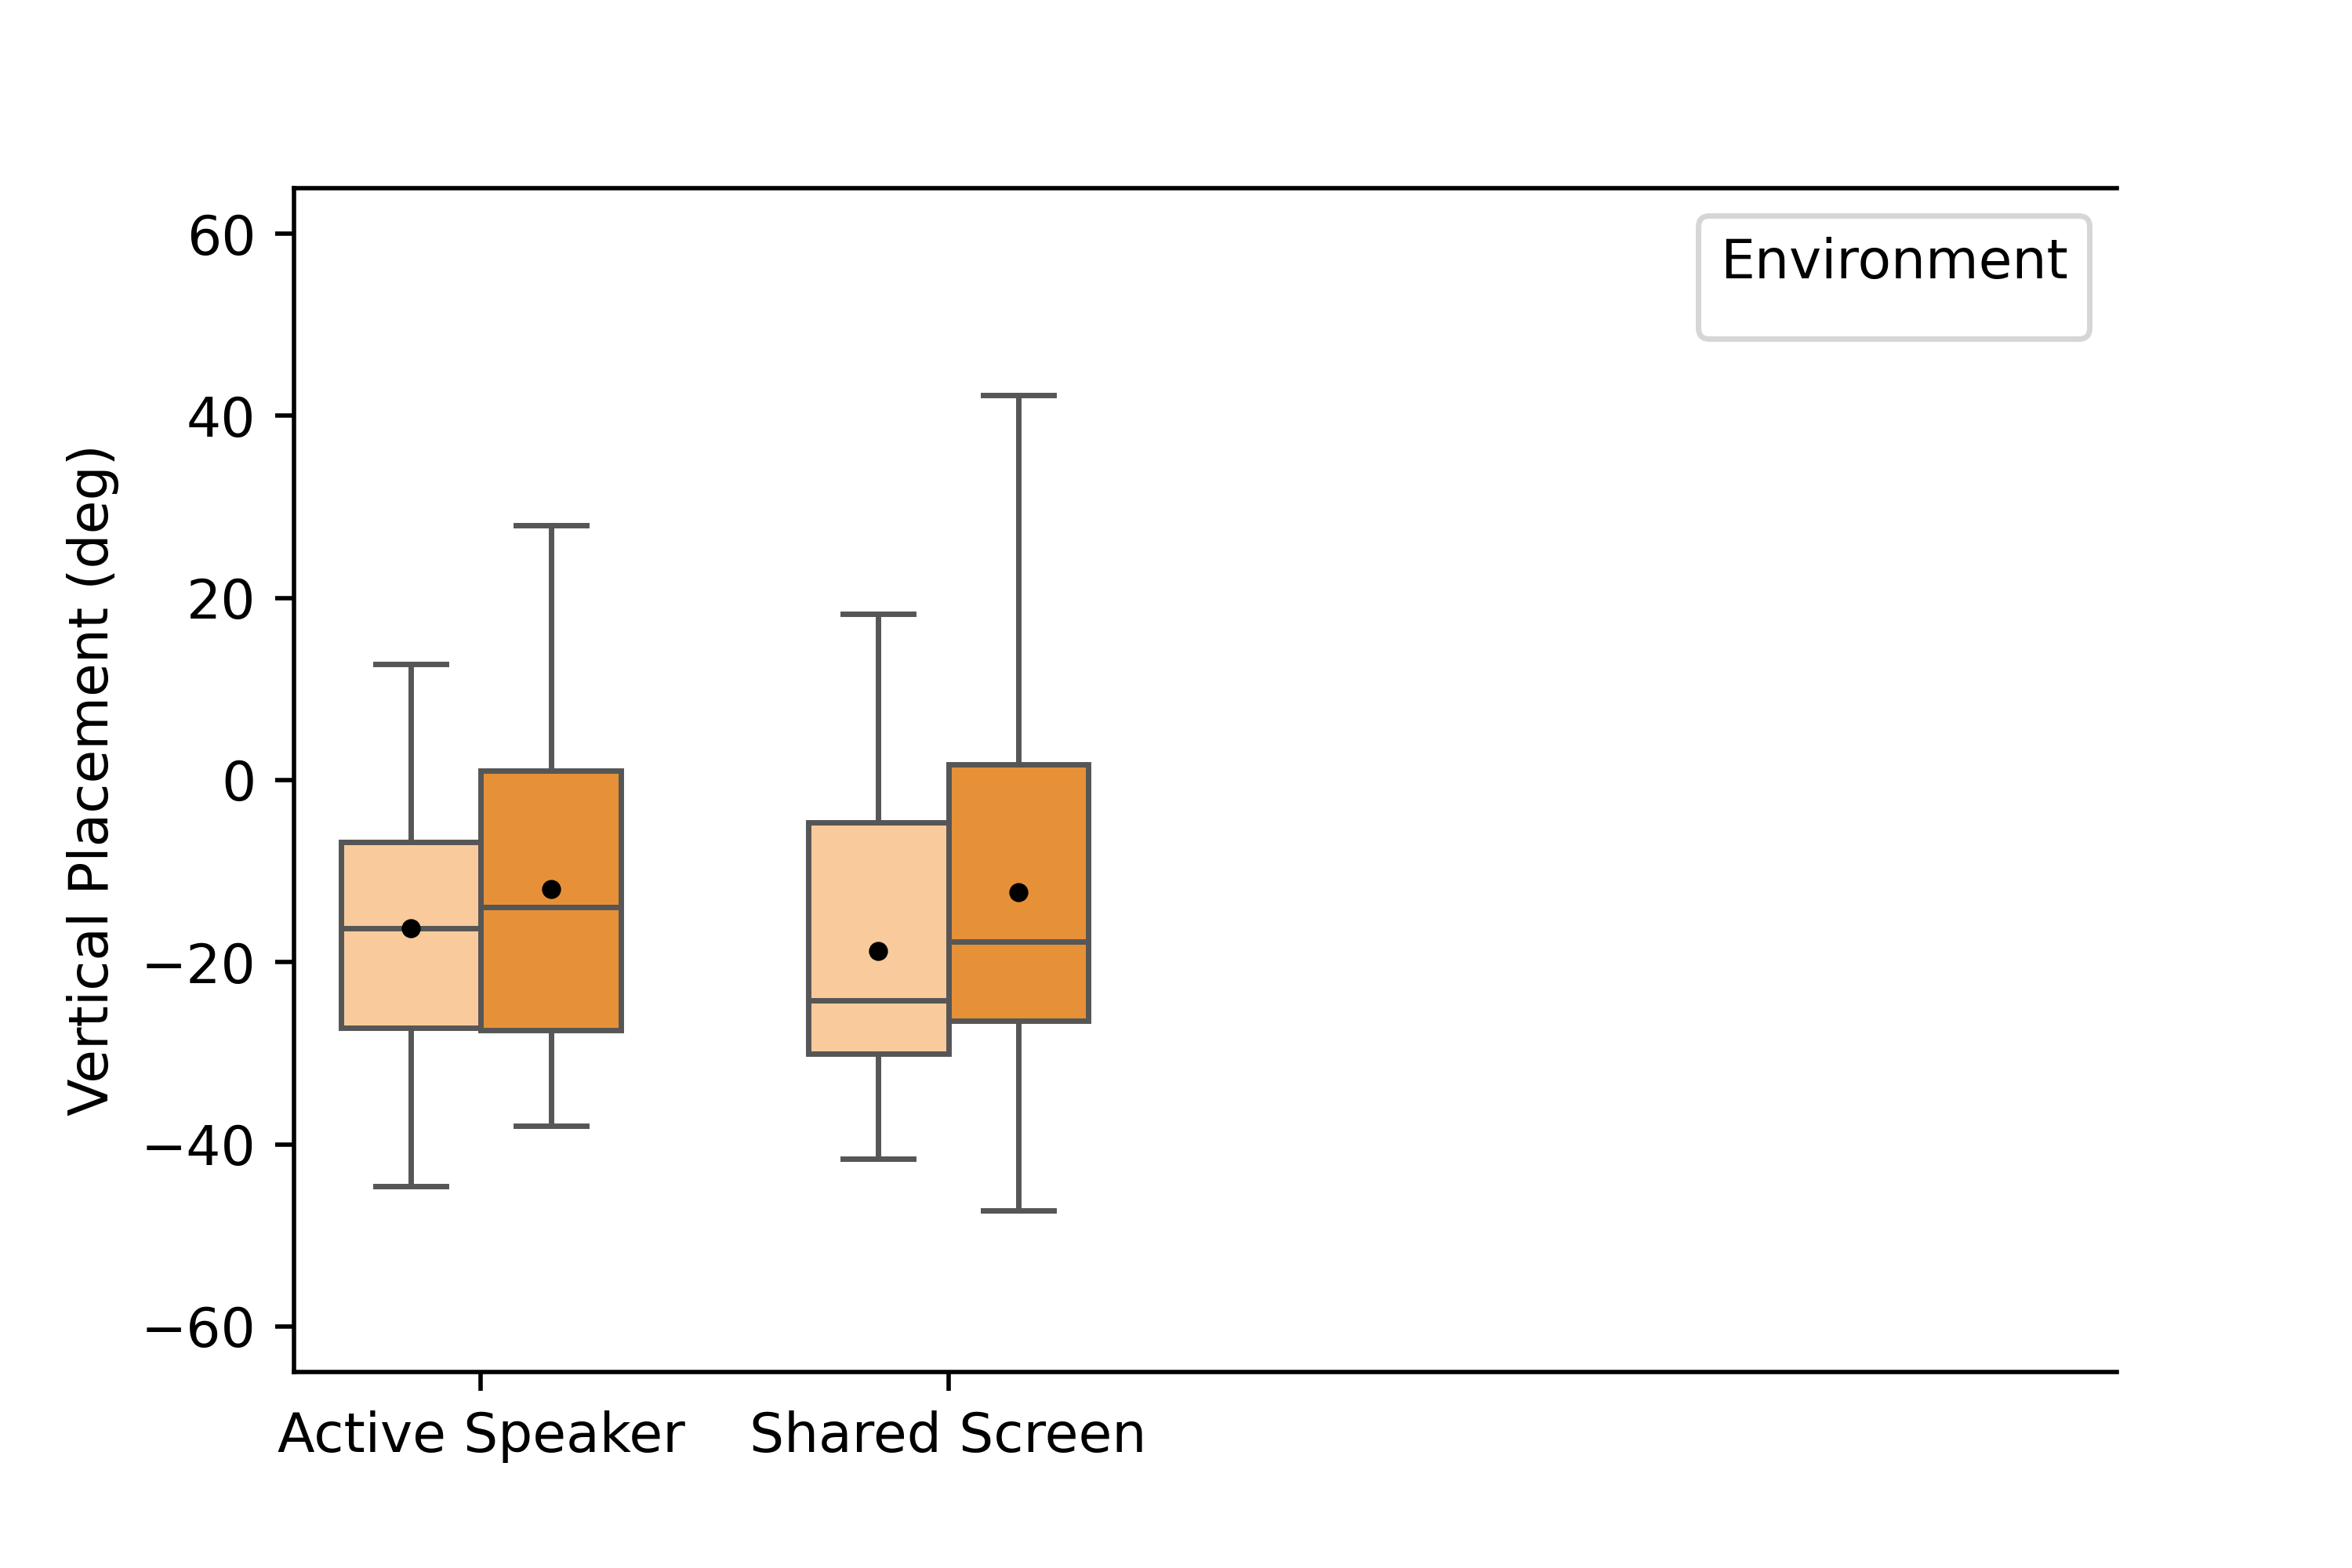 Environment
Vertical Placement (deg)
60
40
20
0
−20
−40
−60
Active Speaker
Shared Screen